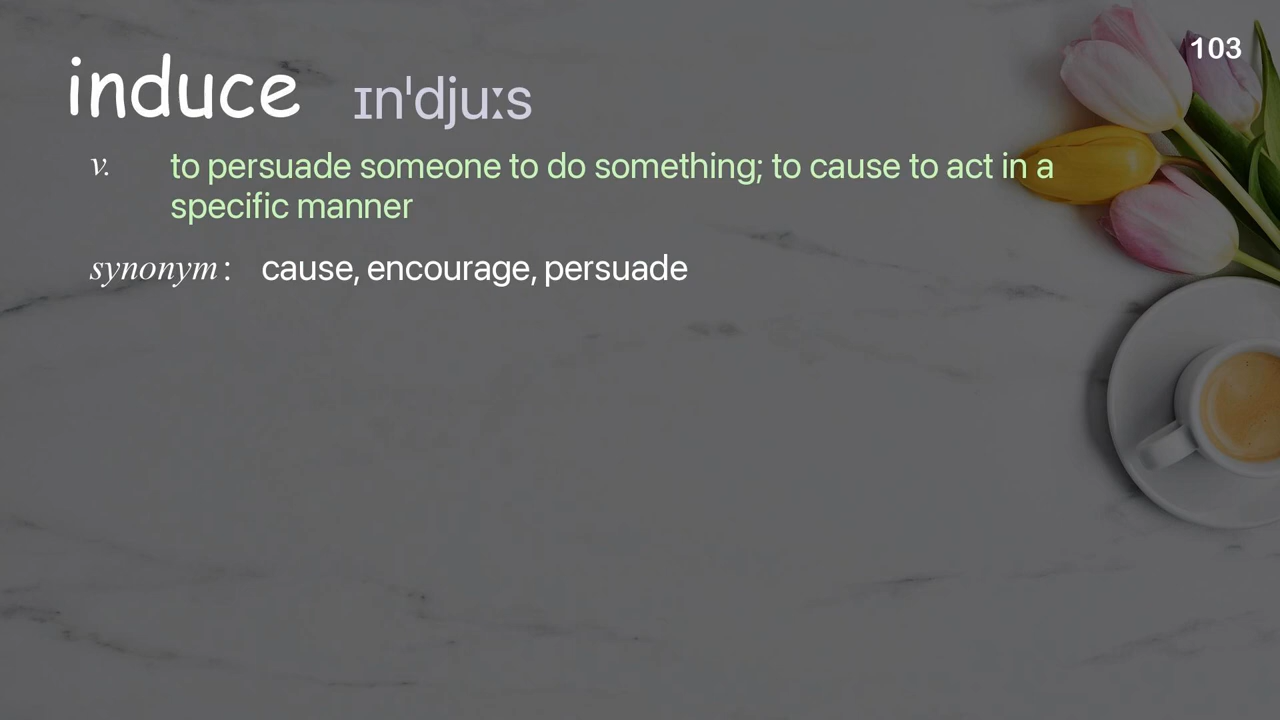 103
induce ɪnˈdjuːs
v. to persuade someone to do something; to cause to act in a
specific manner
synonym : cause, encourage, persuade